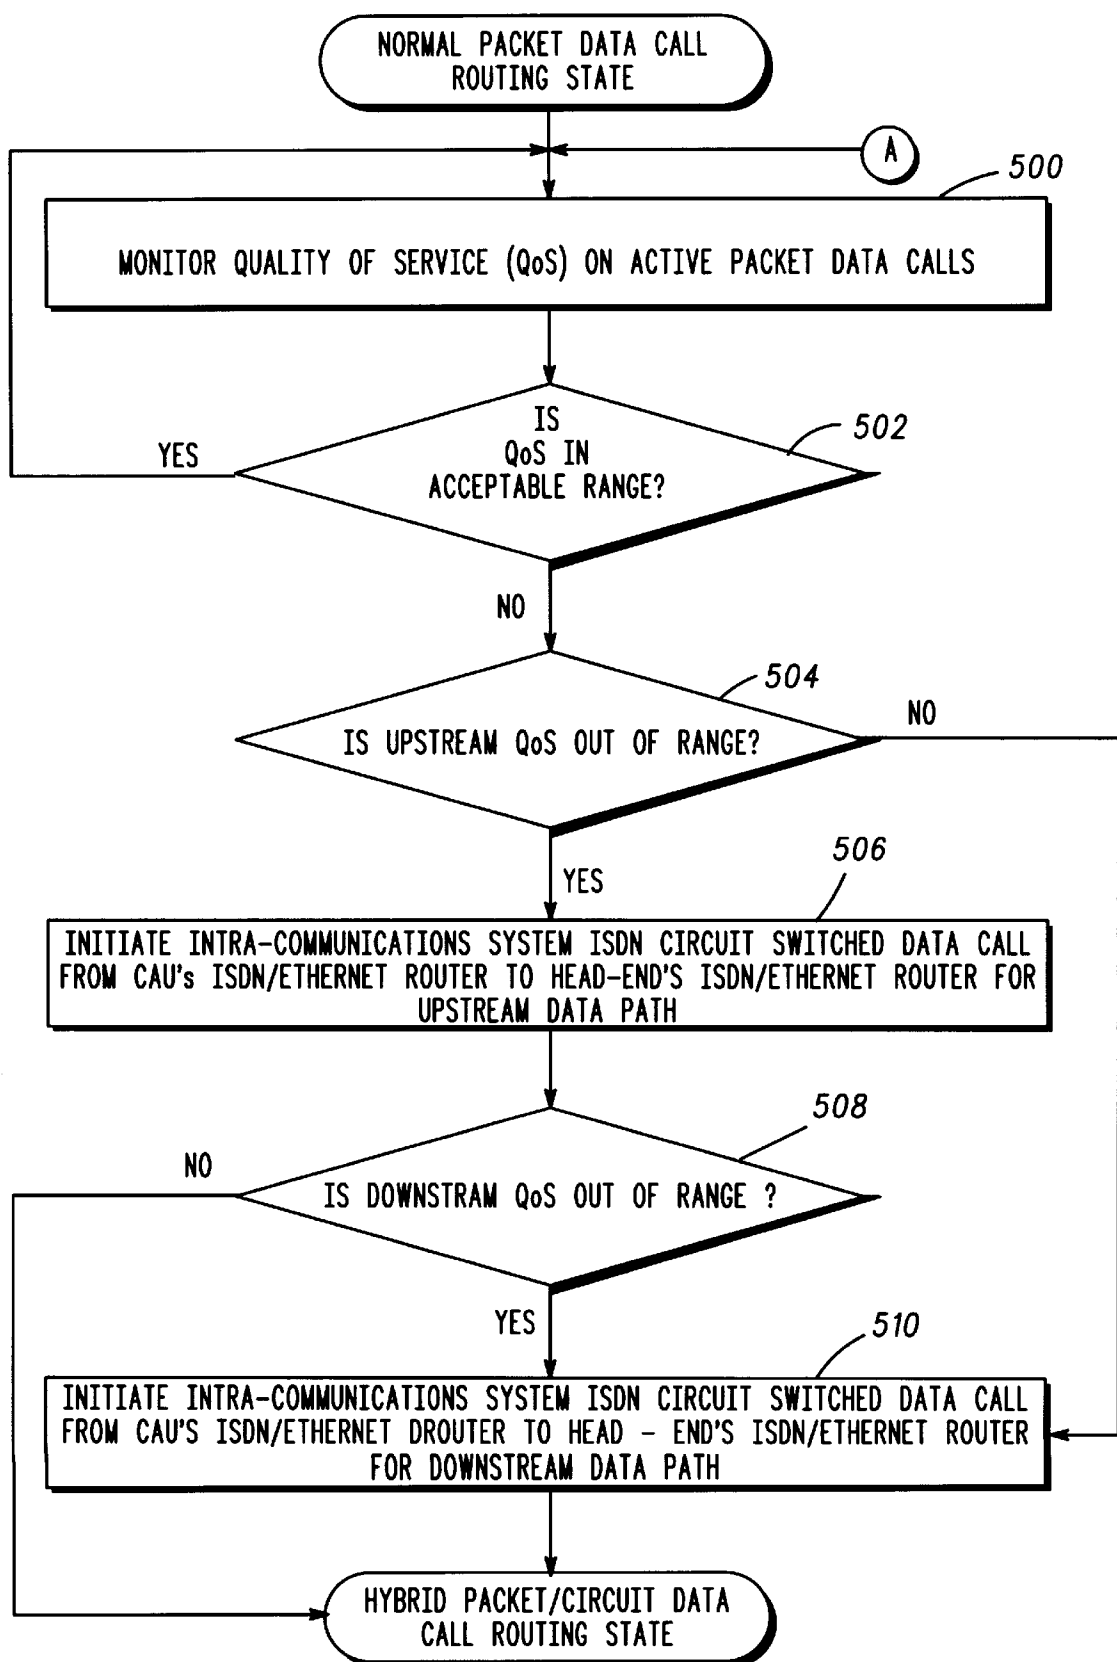 NORMAL PACKET DATA CALL
ROUTING STATE
A
500
MONITOR QUALITY OF SERVICE (QoS) ON ACTIVE PACKET DATA CALLS
IS
QoS IN
ACCEPTABLE RANGE?
502
YES
NO
504
IS UPSTREAM QoS OUT OF RANGE?
NO
YES
506
INITIATE INTRA-COMMUNICATIONS SYSTEM ISDN CIRCUIT SWITCHED DATA CALL
FROM CAU's ISDN/ETHERNET ROUTER TO HEAD-END'S ISDN/ETHERNET ROUTER FOR
UPSTREAM DATA PATH
508
NO
IS DOWNSTRAM QoS OUT OF RANGE ?
YES
510
INITIATE INTRA-COMMUNICATIONS SYSTEM ISDN CIRCUIT SWITCHED DATA CALL
FROM CAU'S ISDN/ETHERNET DROUTER TO HEAD - END'S ISDN/ETHERNET ROUTER
FOR DOWNSTREAM DATA PATH
HYBRID PACKET/CIRCUIT DATA
CALL ROUTING STATE